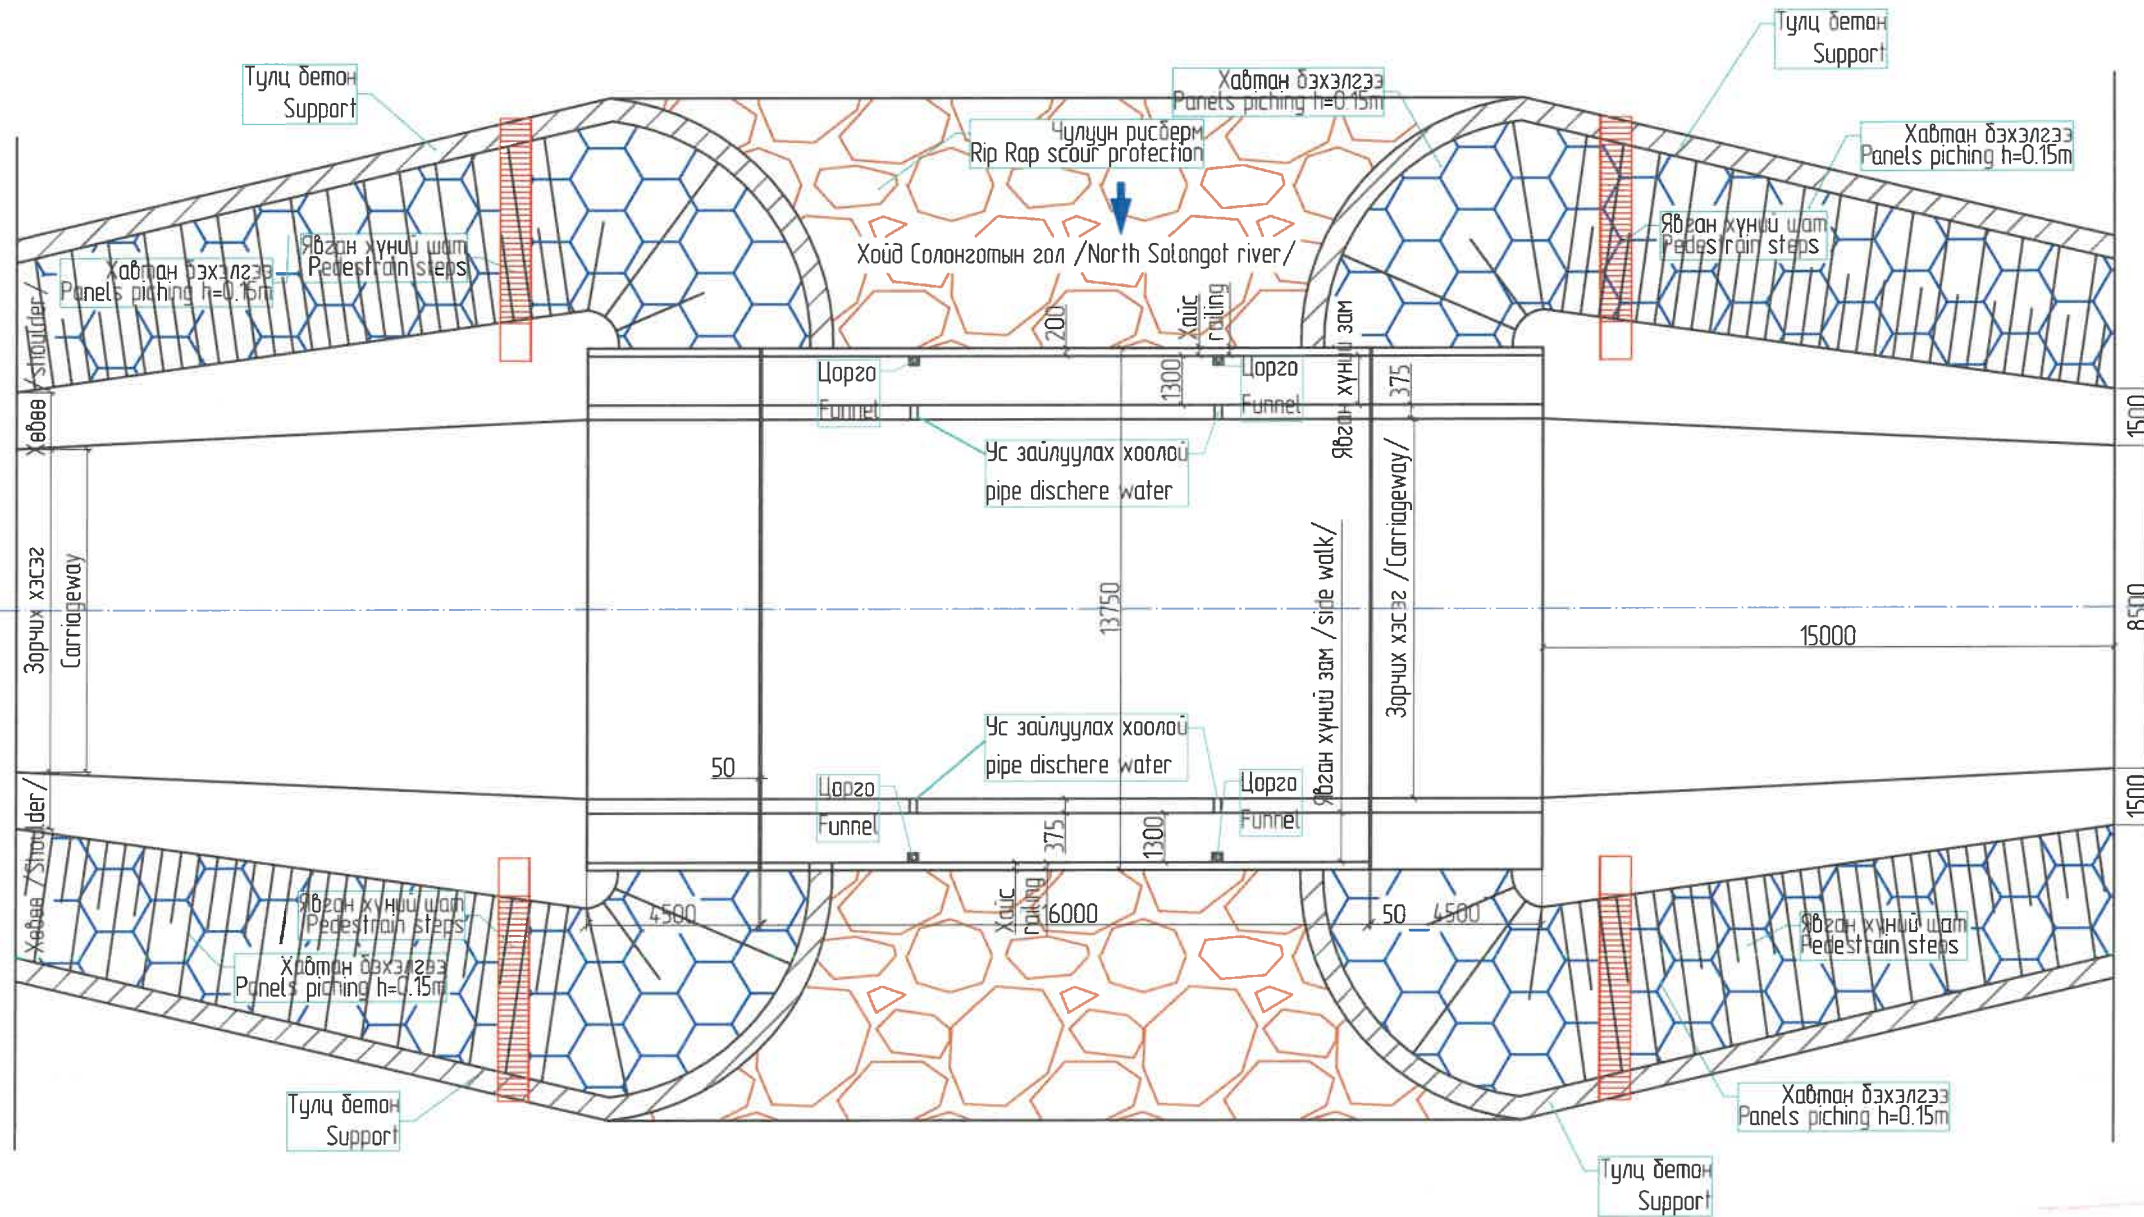 Тулц бетон
Support
Хавтан бэхэлгээ
Panels piching h=0.15m
Тулц бетон
Support
Чулуун рисберм
Rip Rap scour protection
Хавтан бэхэлгээ
Panels piching h=0.15m
Явган хүний шат
Pedestrain steps
Хавтан бэхэлгээ
Panels piching h=0.15m
Явган хүний шат
Pedestrain steps
Хойд Солонготын гол /North Solongot river/
Хөвөө /shoulder/
200
Хайс
railing
Явган хүний зам
Цорго
Funnel
1300
Цорго
Funnel
375
1500
Ус зайлуулах хоолой
pipe dischere water
Зорчих хэсэг
Carriageway
13750
Явган хүний зам /side walk/
Зорчих хэсэг /Carriageway/
15000
8500
50
Ус зайлуулах хоолой
pipe dischere water
Цорго
Funnel
Цорго
Funnel
375
1300
1500
Хөвөө /Shoulder/
Явган хүний шат
Pedestrain steps
4500
Хайс
railing
16000
50
4500
Явган хүний шат
Pedestrain steps
Хавтан бэхэлгээ
Panels piching h=0.15m
Тулц бетон
Support
Хавтан бэхэлгээ
Panels piching h=0.15m
Тулц бетон
Support